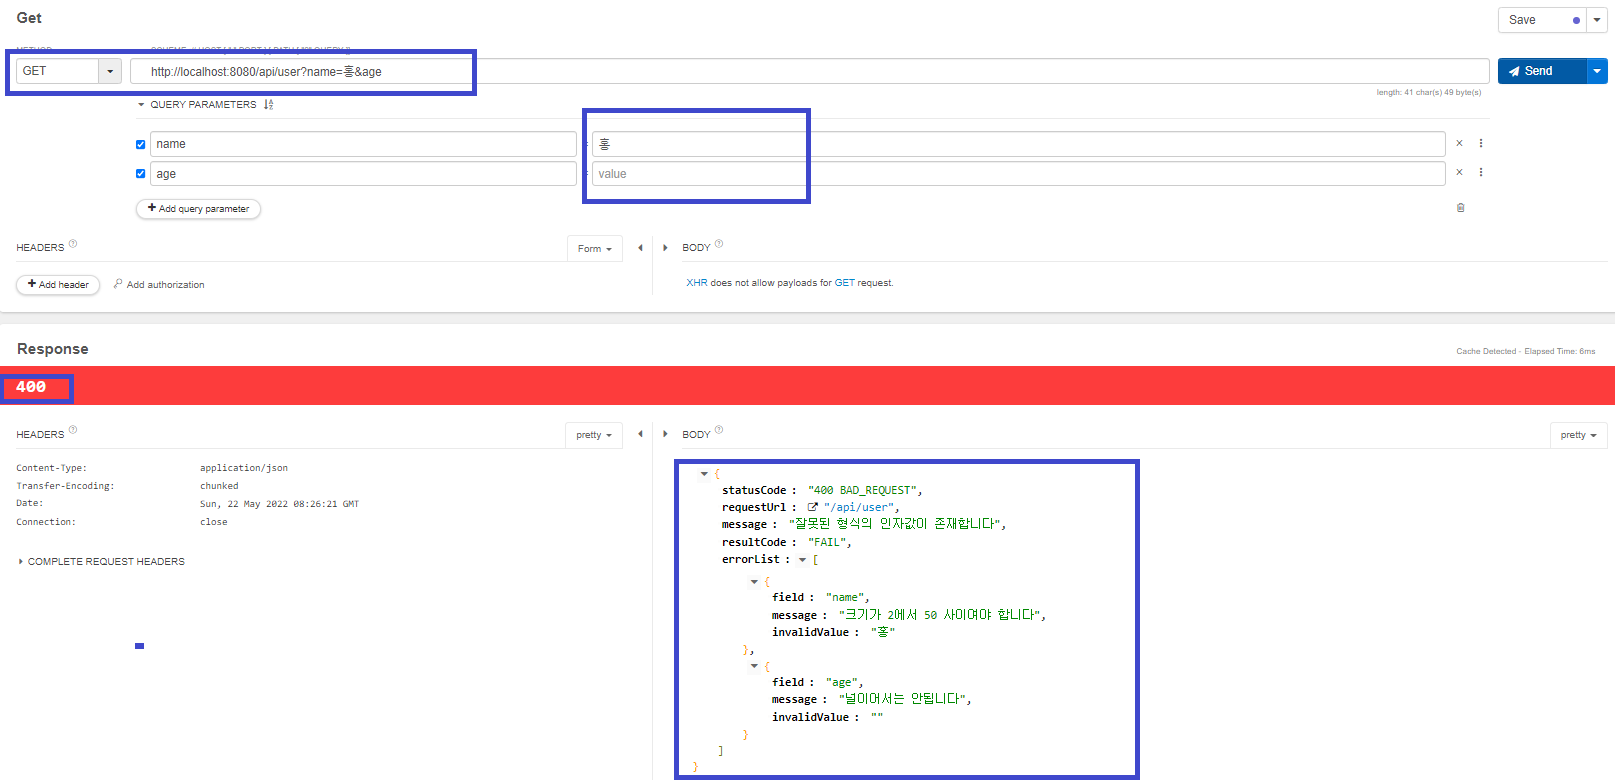 Get
Save
METHOD
GET
http://localhost:8080/api/user?name=홍&age
Send
length: 41 char(s) 49 byte(s)
QUERY PARAMETERS
name
홍
age
value
Add query parameter
HEADERS
Form
BODY
Add header
Add authorization
XHR does not allow payloads for GET request.
Response
Cache Detected - Elapsed Time: 6ms
400
HEADERS
pretty
BODY
pretty
Content-Type: application/json
Transfer-Encoding: chunked
Date: Sun, 22 May 2022 08:26:21 GMT
Connection: close
COMPLETE REQUEST HEADERS
{
statusCode : "400 BAD_REQUEST",
requestUrl : "/api/user",
message : "잘못된 형식의 인자값이 존재합니다",
resultCode : "FAIL",
errorList : [
{
field : "name",
message : "크기가 2에서 50 사이여야 합니다",
invalidValue : "홍"
},
{
field : "age",
message : "널이어서는 안됩니다",
invalidValue : ""
}
]
}